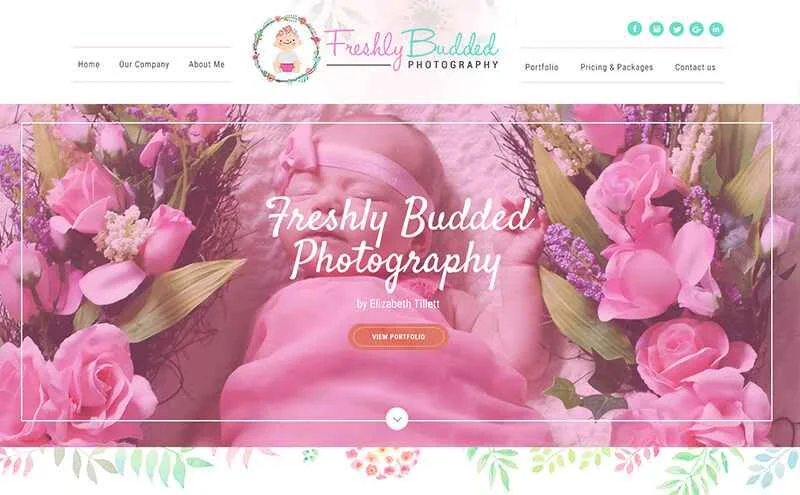 Home Our Company About Me
Freshly Budded
PHOTOGRAPHY
Portfolio Pricing & Packages Contact us
Freshly Budded
Photography
by Elizabeth Tillett
VIEW PORTFOLIO